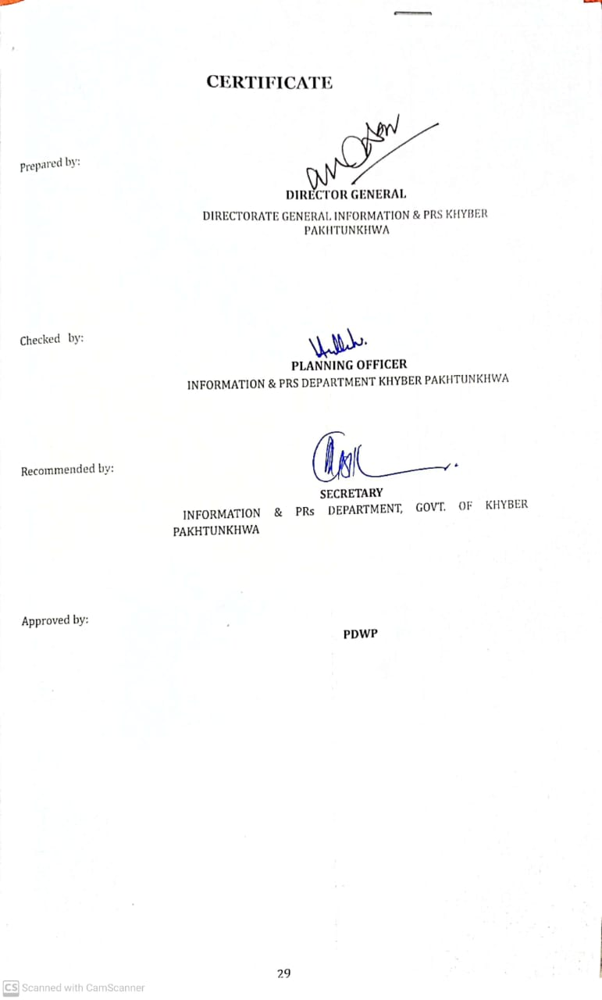 CERTIFICATE
Prepared by:
DIRECTOR GENERAL
DIRECTORATE GENERAL INFORMATION & PRS KHYBER
PAKHTUNKHWA
Checked by:
PLANNING OFFICER
INFORMATION & PRS DEPARTMENT KHYBER PAKHTUNKHWA
Recommended by:
SECRETARY
INFORMATION & PRs DEPARTMENT, GOVT. OF KHYBER
PAKHTUNKHWA
Approved by:
PDWP
29
CS Scanned with CamScanner